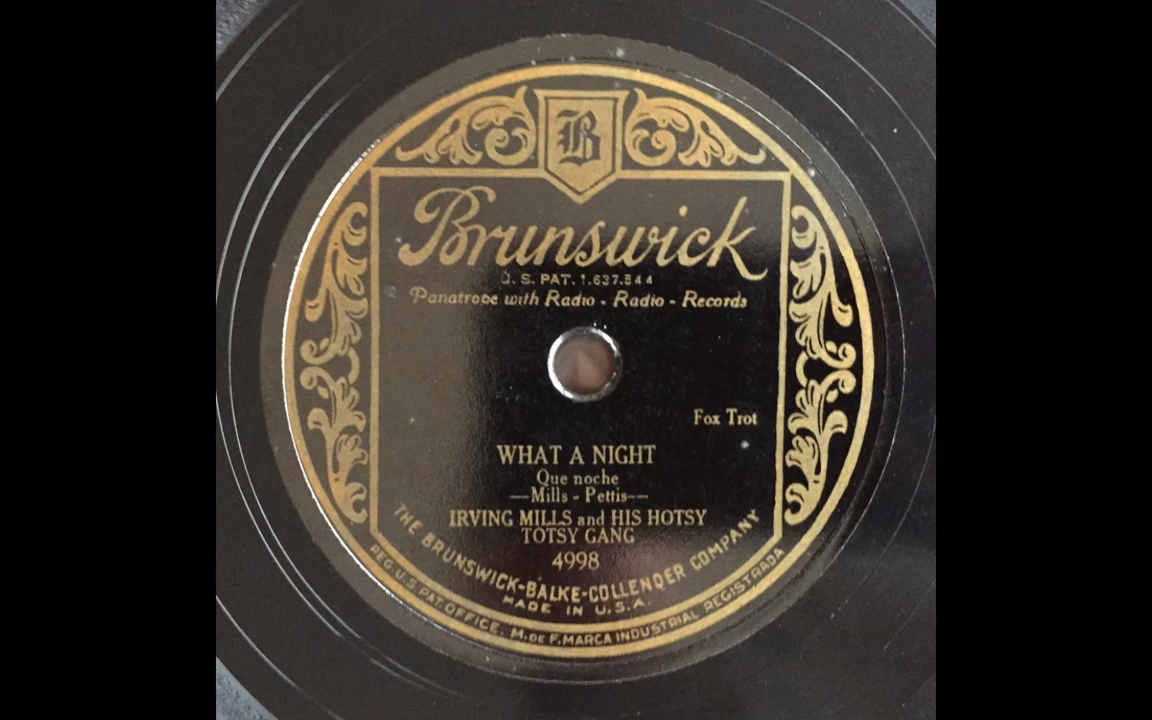 B
Brunswick
U. S. PAT. 1.637.544
Panatrope with Radio - Radio - Records
Fox Trot
WHAT A NIGHT
Que noche
—Mills - Pettis—
IRVING MILLS and HIS HOTSY
TOTSY GANG
4998
THE BRUNSWICK-BALKE-COLLENDER COMPANY
MADE IN U.S.A.
REG. U.S. PAT. OFFICE. M. DE F. MARCA INDUSTRIAL REGISTRADA